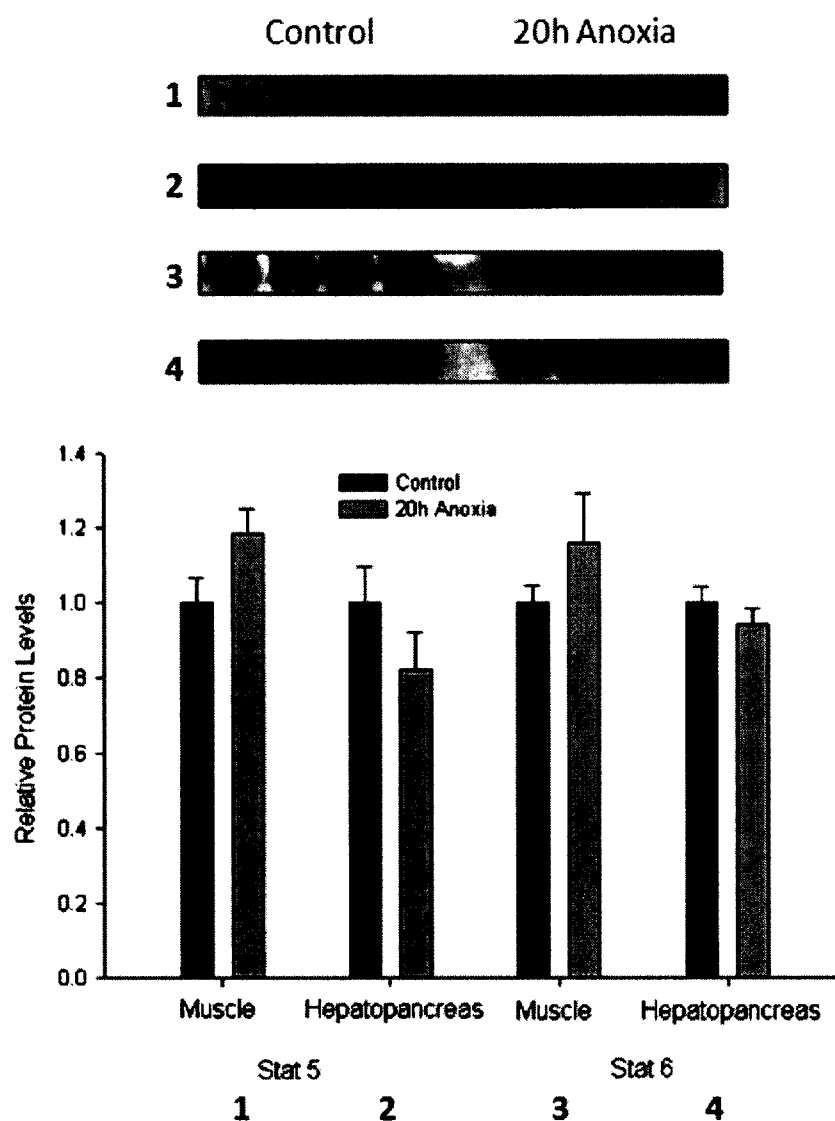 Control 20h Anoxia
1
2
3
4
1.4
Control
20h Anoxia
1.2
1.0
0.8
0.6
0.4
0.2
0.0
Relative Protein Levels
Muscle Hepatopancreas Muscle Hepatopancreas
Stat 5 Stat 6
1 2 3 4